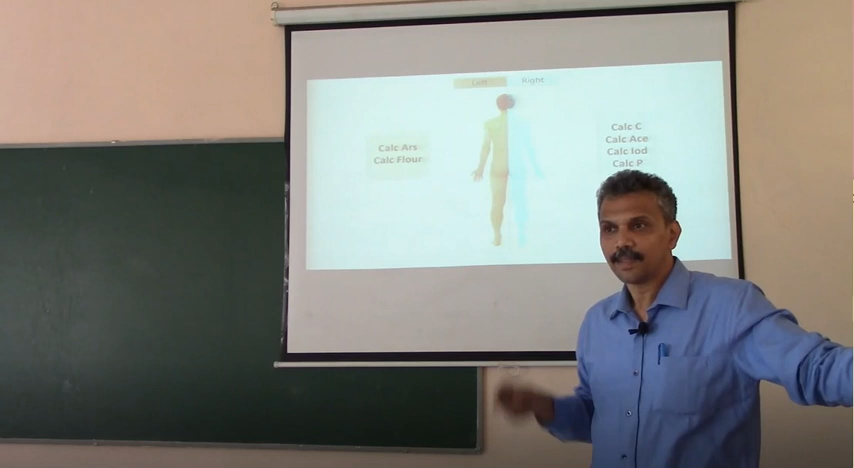 Left
Right
Calc Ars
Calc Flour
Calc C
Calc Ace
Calc Iod
Calc P